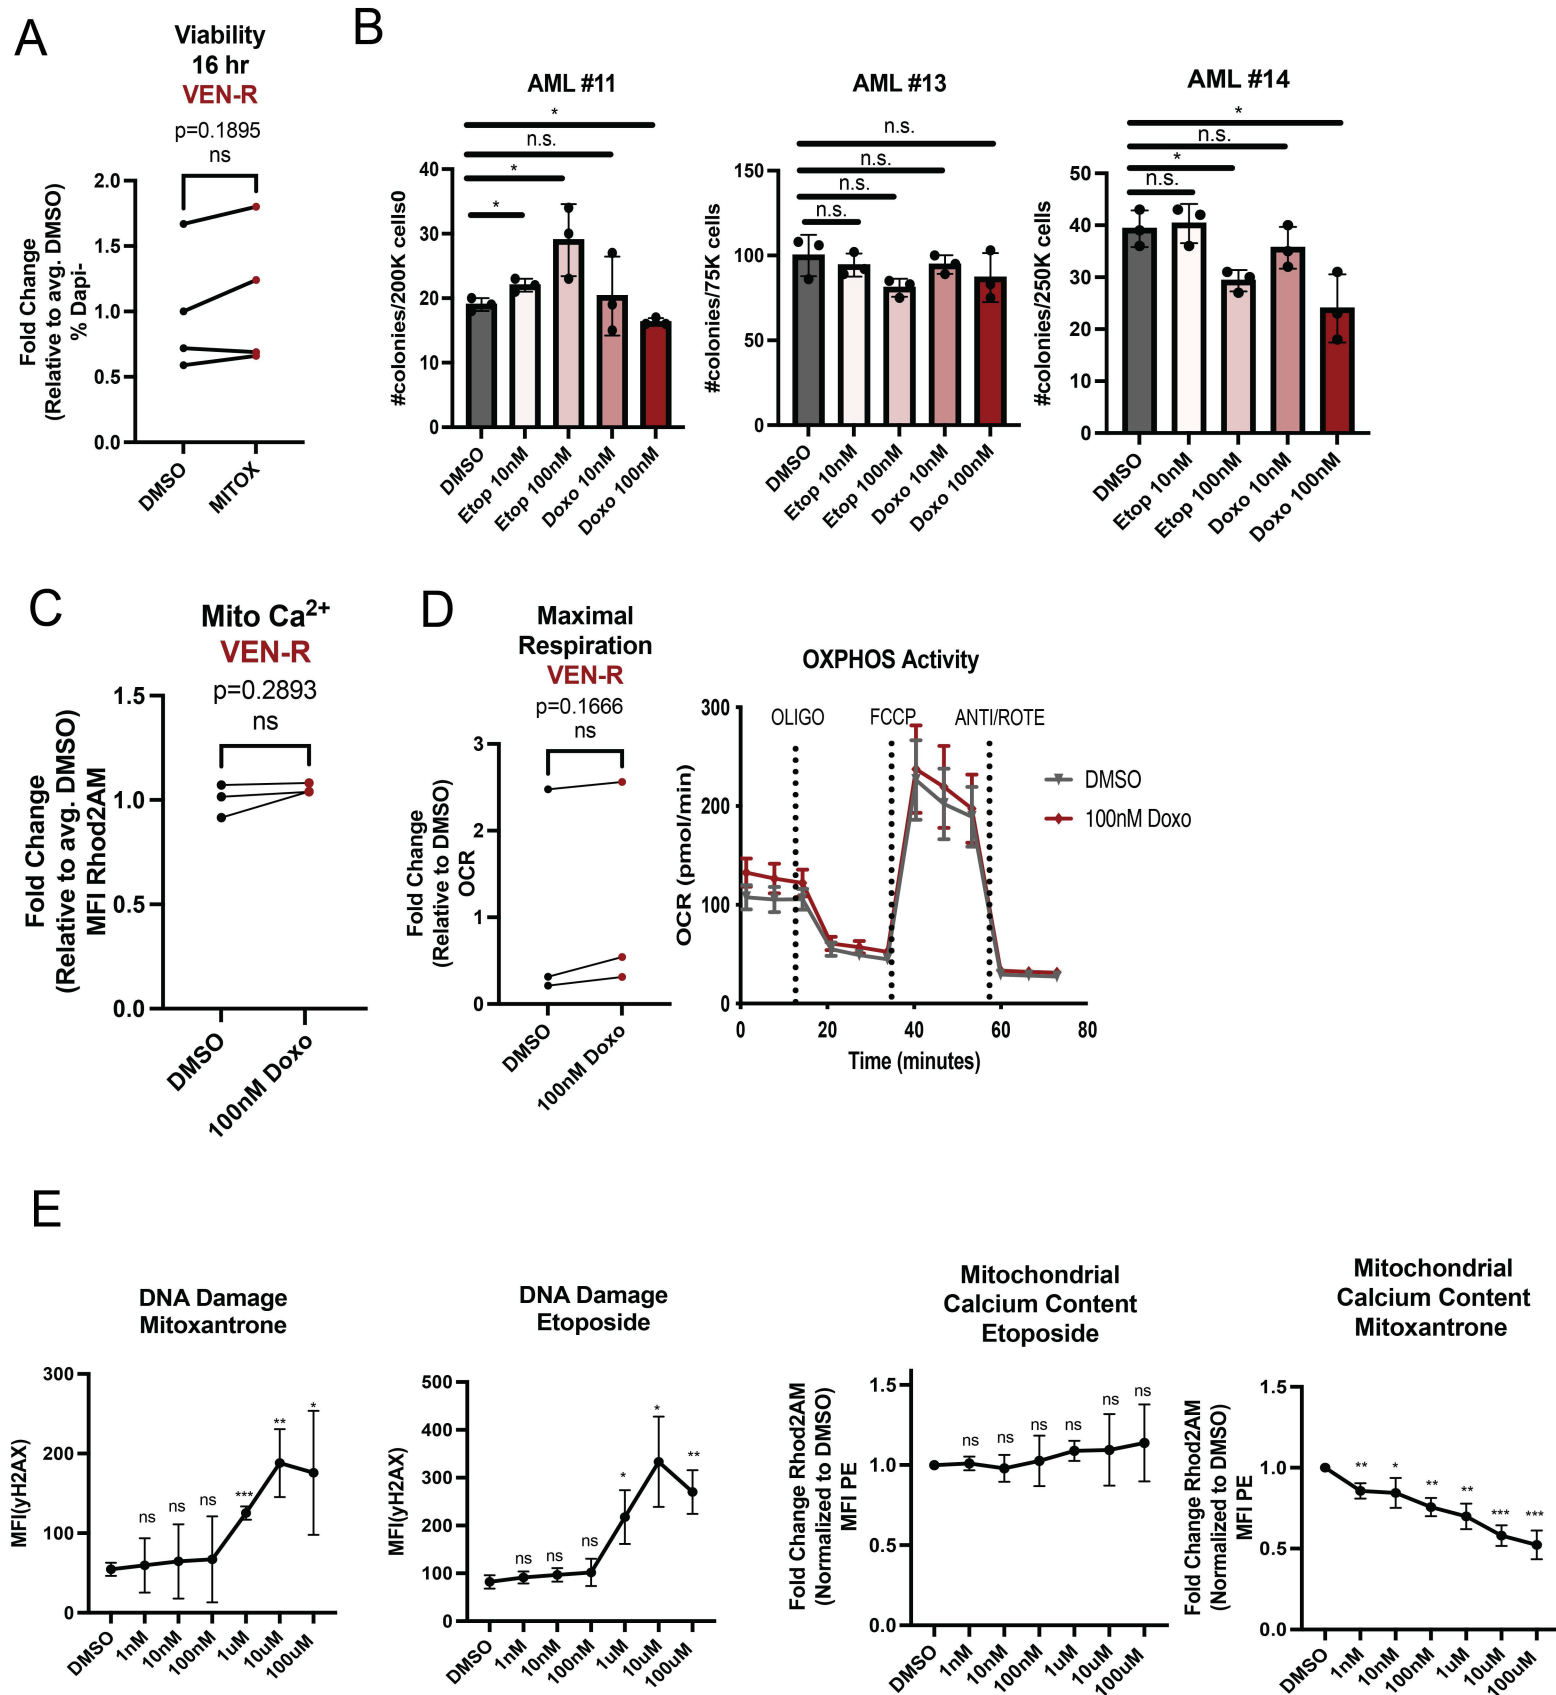 A
Viability
16 hr
VEN-R
p=0.1895
ns
Fold Change
(Relative to avg. DMSO)
% Dapi-
2.0
1.5
1.0
0.5
0.0
DMSO
MITOX
B
AML #11
*
n.s.
*
*
#colonies/200K cells0
40
30
20
10
0
DMSO
Etop 10nM
Etop 100nM
Doxo 10nM
Doxo 100nM
AML #13
n.s.
n.s.
n.s.
n.s.
#colonies/75K cells
150
100
50
0
DMSO
Etop 10nM
Etop 100nM
Doxo 10nM
Doxo 100nM
AML #14
*
n.s.
*
n.s.
#colonies/250K cells
50
40
30
20
10
0
DMSO
Etop 10nM
Etop 100nM
Doxo 10nM
Doxo 100nM
C
Mito Ca2+
VEN-R
p=0.2893
ns
Fold Change
(Relative to avg. DMSO)
MFI Rhod2AM
1.5
1.0
0.5
0.0
DMSO
100nM Doxo
D
Maximal
Respiration
VEN-R
p=0.1666
ns
Fold Change
(Relative to DMSO)
OCR
3
2
1
0
DMSO
100nM Doxo
OXPHOS Activity
OLIGO
FCCP
ANTI/ROTE
OCR (pmol/min)
300
200
100
0
0
20
40
60
80
Time (minutes)
DMSO
100nM Doxo
E
DNA Damage
Mitoxantrone
MFI(yH2AX)
300
200
100
0
ns
ns
ns
***
**
*
DMSO
1nM
10nM
100nM
1uM
10uM
100uM
DNA Damage
Etoposide
MFI(yH2AX)
500
400
300
200
100
0
ns
ns
ns
*
*
**
DMSO
1nM
10nM
100nM
1uM
10uM
100uM
Mitochondrial
Calcium Content
Etoposide
Fold Change Rhod2AM
(Normalized to DMSO)
MFI PE
1.5
1.0
0.5
0.0
ns
ns
ns
ns
ns
ns
DMSO
1nM
10nM
100nM
1uM
10uM
100uM
Mitochondrial
Calcium Content
Mitoxantrone
Fold Change Rhod2AM
(Normalized to DMSO)
MFI PE
1.5
1.0
0.5
0.0
**
*
**
**
***
***
DMSO
1nM
10nM
100nM
1uM
10uM
100uM